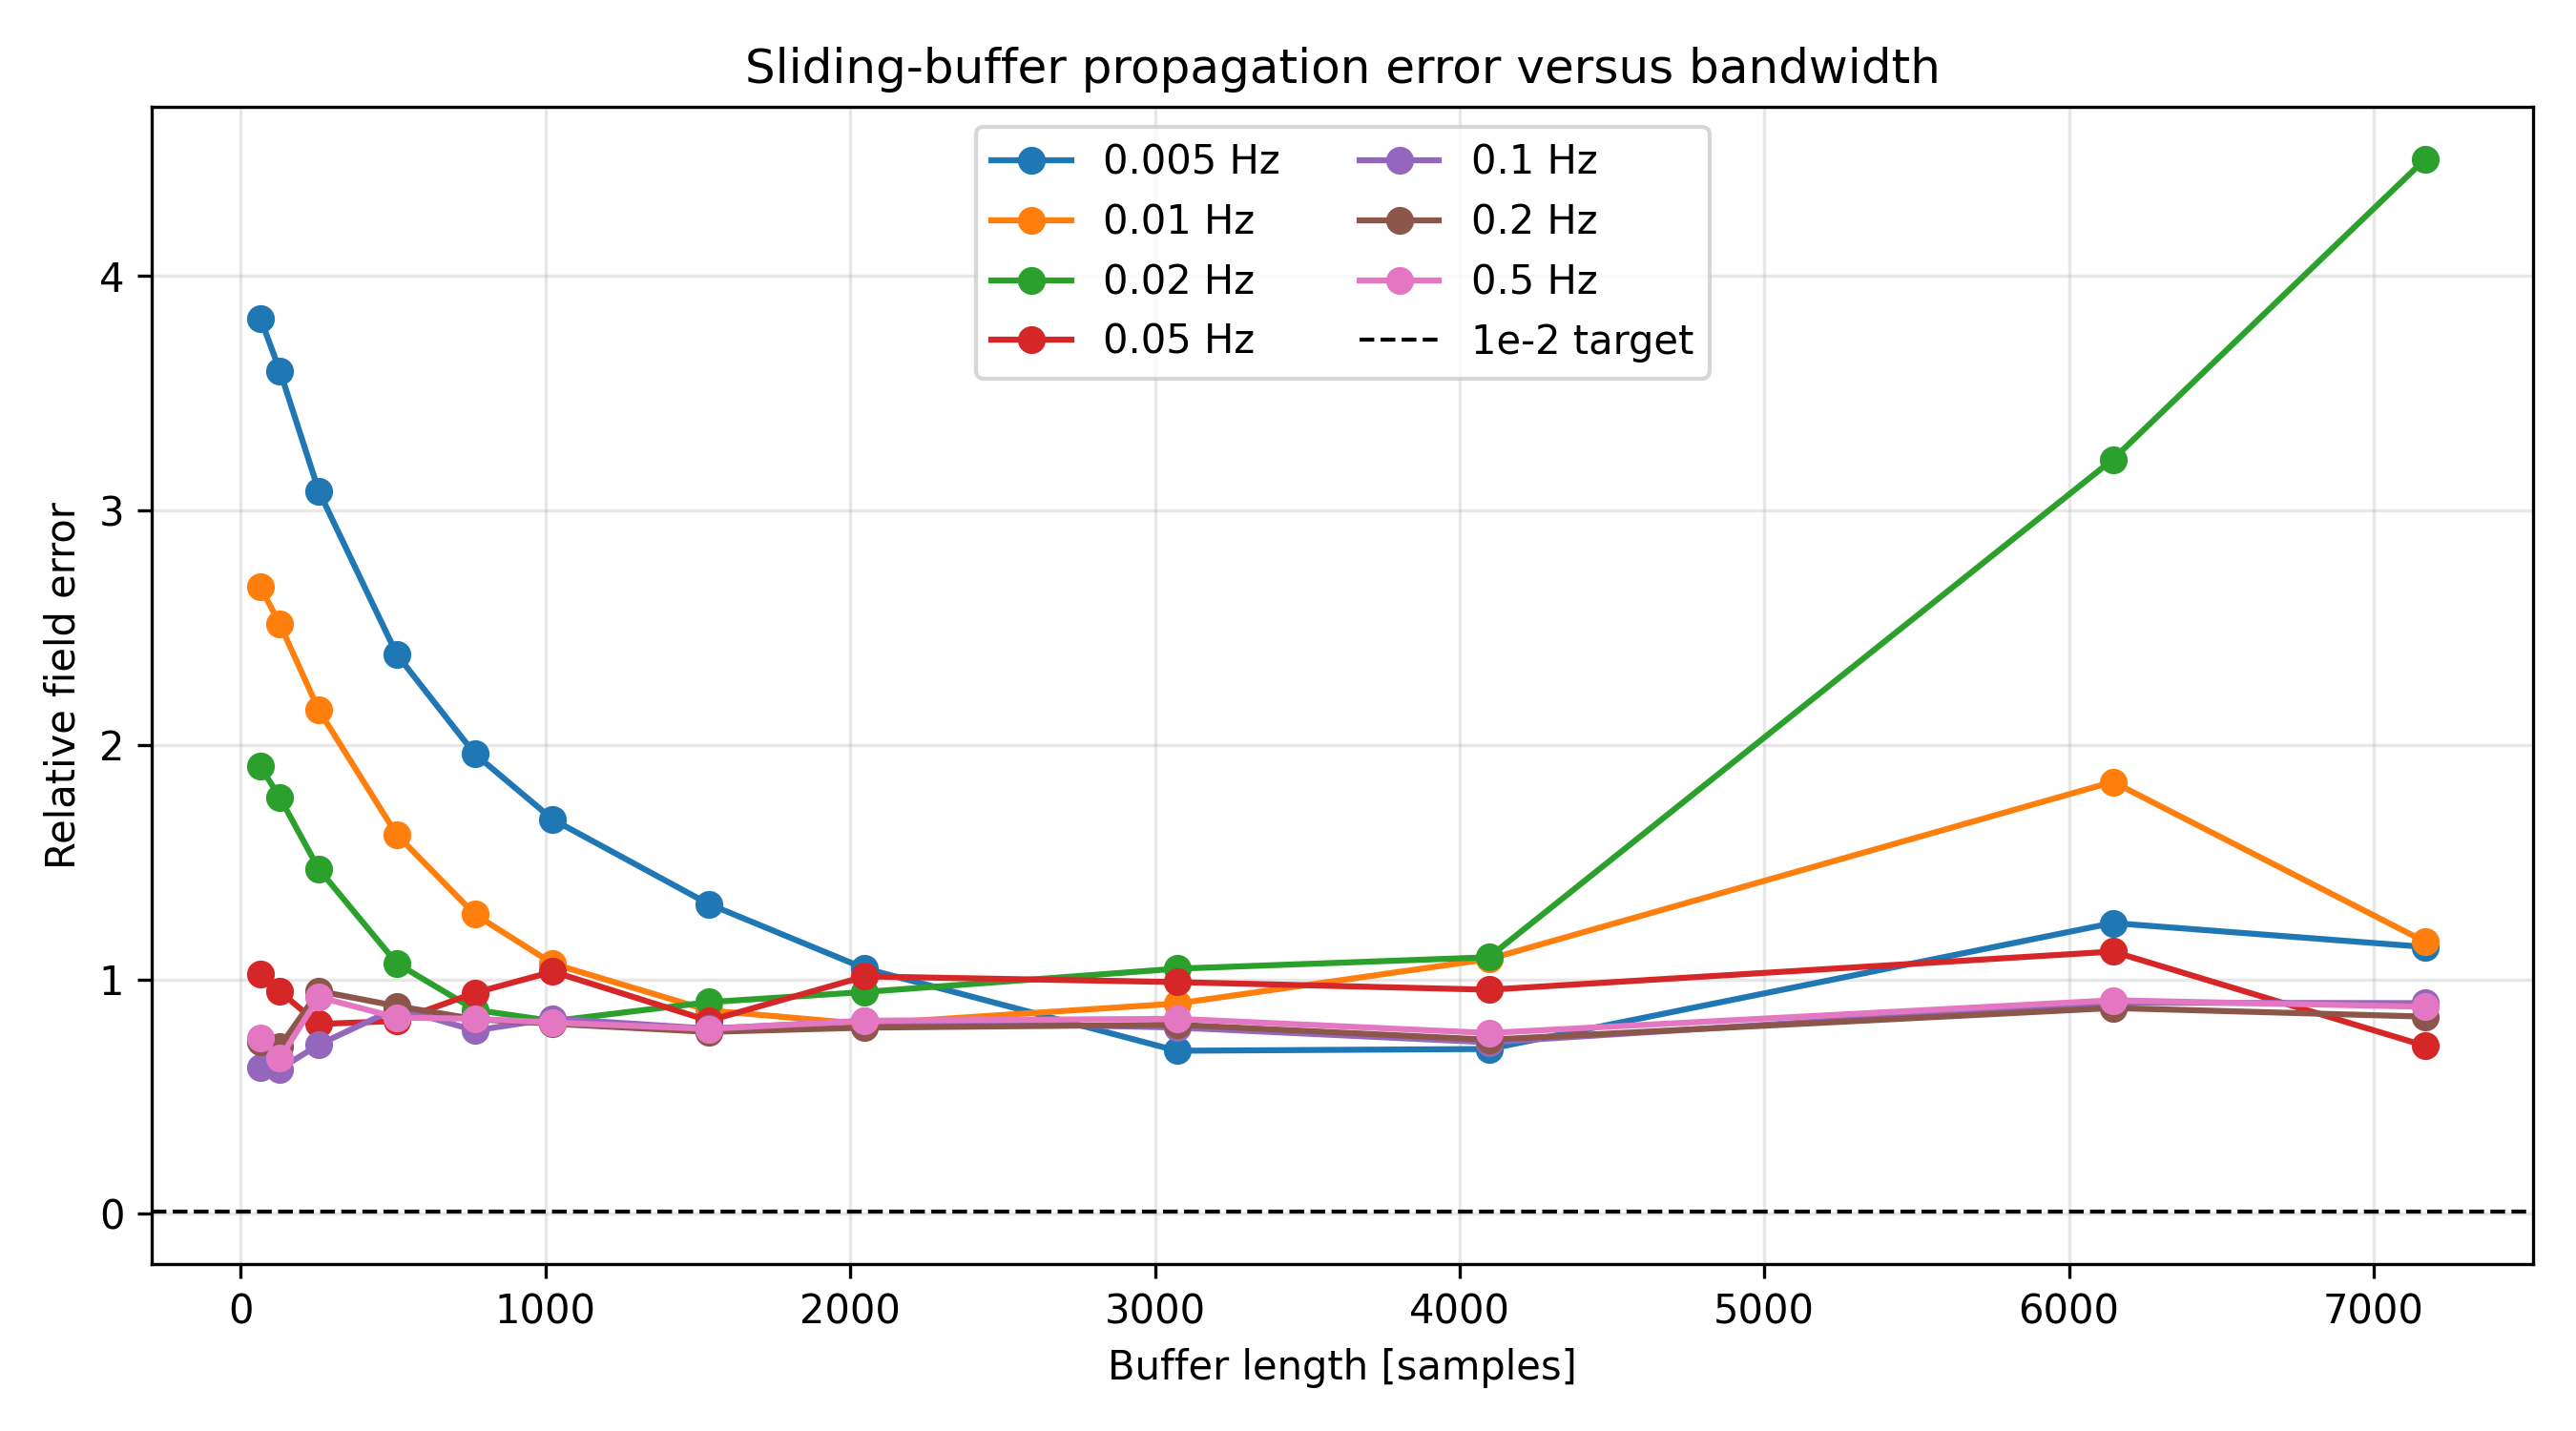 Sliding-buffer propagation error versus bandwidth
0.005 Hz
0.01 Hz
0.02 Hz
0.05 Hz
0.1 Hz
0.2 Hz
0.5 Hz
1e-2 target
Relative field error
4
3
2
1
0
0 1000 2000 3000 4000 5000 6000 7000
Buffer length [samples]